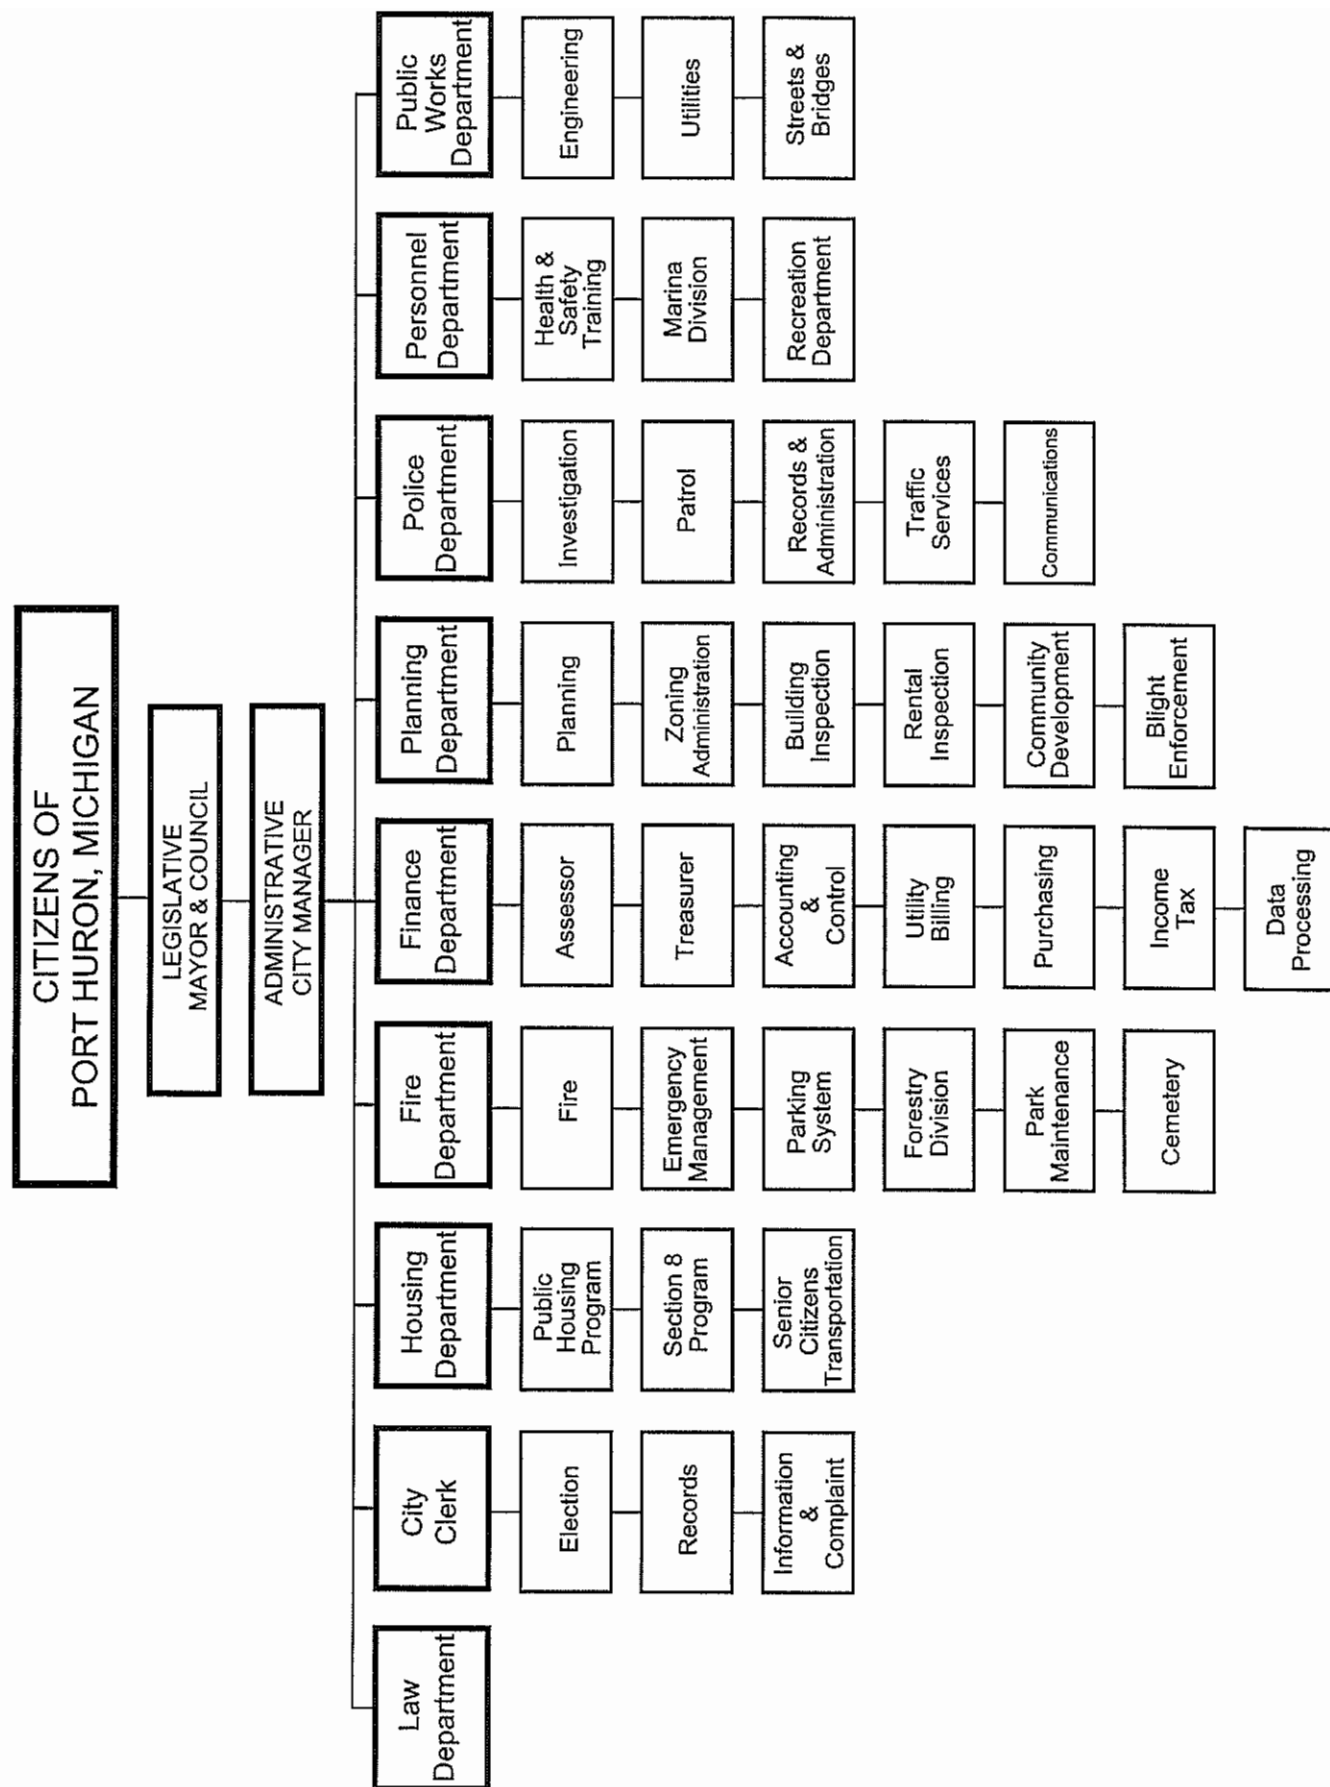 CITIZENS OF
PORT HURON, MICHIGAN
LEGISLATIVE
MAYOR & COUNCIL
ADMINISTRATIVE
CITY MANAGER
Law
Department
City
Clerk
Election
Records
Information
&
Complaint
Housing
Department
Public
Housing
Program
Section 8
Program
Senior
Citizens
Transportation
Fire
Department
Fire
Emergency
Management
Parking
System
Forestry
Division
Park
Maintenance
Cemetery
Finance
Department
Assessor
Treasurer
Accounting
&
Control
Utility
Billing
Purchasing
Income
Tax
Data
Processing
Planning
Department
Planning
Zoning
Administration
Building
Inspection
Rental
Inspection
Community
Development
Blight
Enforcement
Police
Department
Investigation
Patrol
Records &
Administration
Traffic
Services
Communications
Personnel
Department
Health &
Safety
Training
Marina
Division
Recreation
Department
Public
Works
Department
Engineering
Utilities
Streets &
Bridges